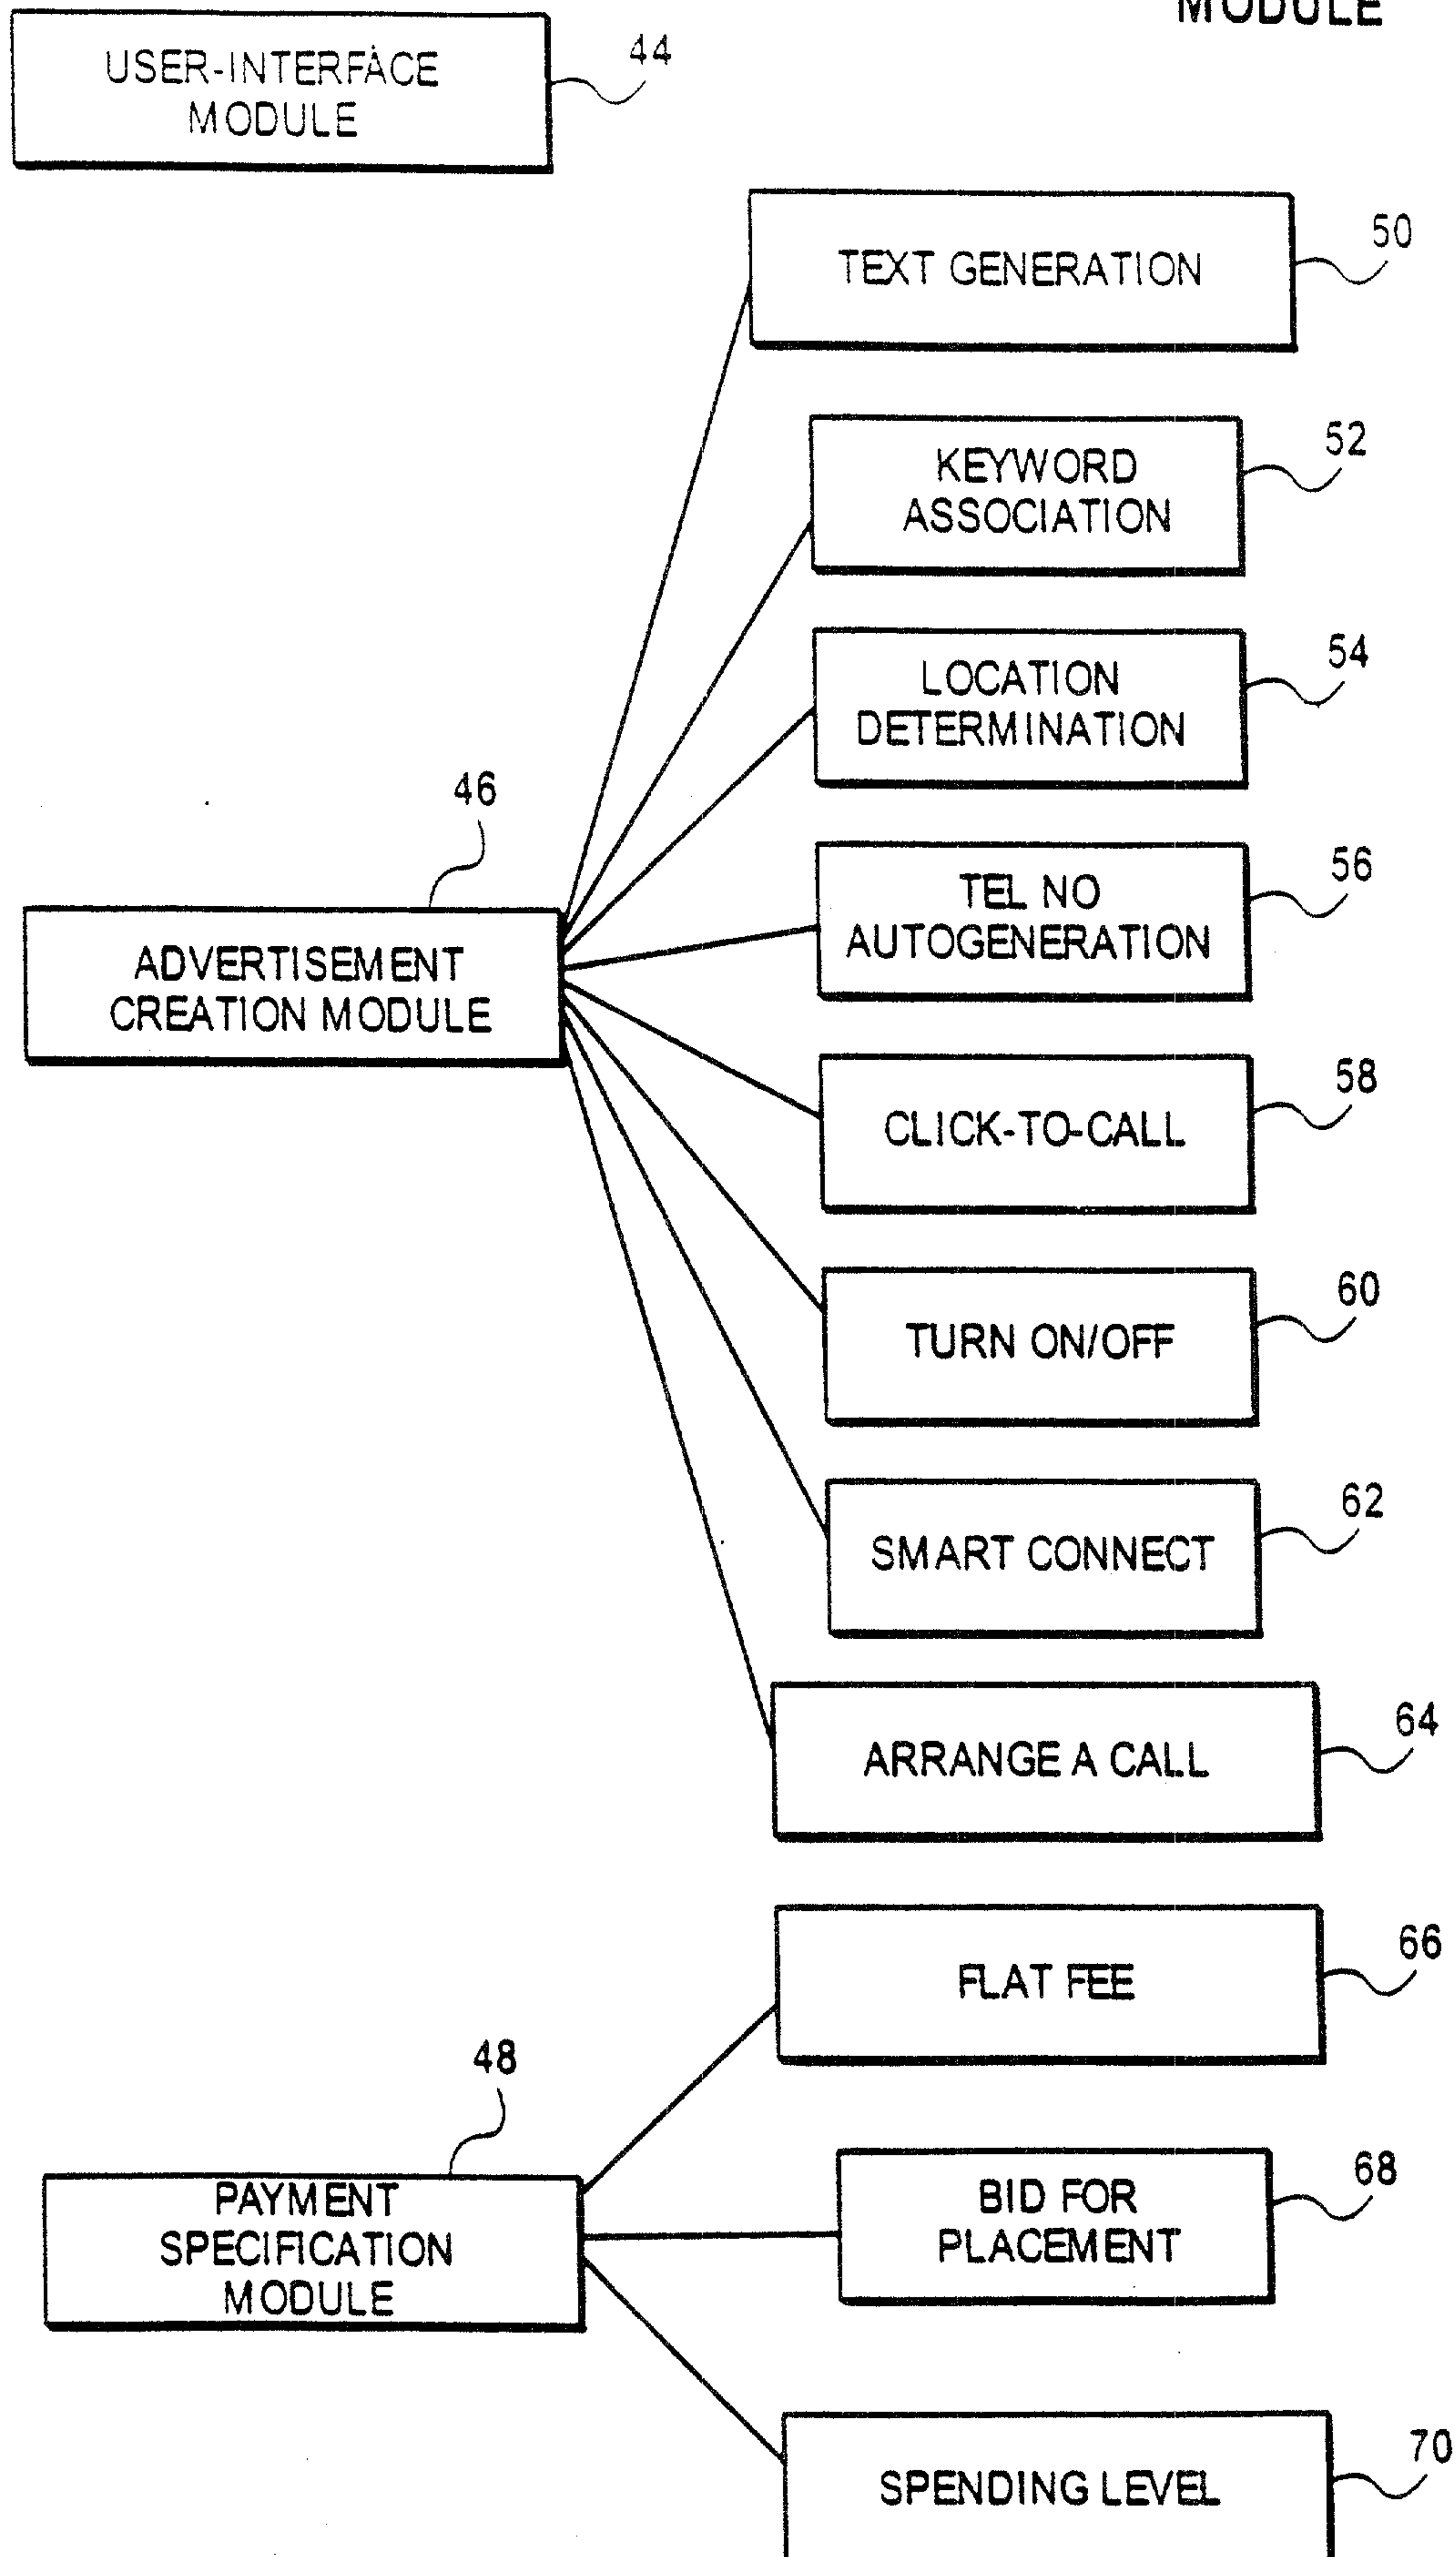 MODULE
USER-INTERFACE
MODULE
44
TEXT GENERATION
50
KEYWORD
ASSOCIATION
52
LOCATION
DETERMINATION
54
46
ADVERTISEMENT
CREATION MODULE
TEL NO
AUTOGENERATION
56
CLICK-TO-CALL
58
TURN ON/OFF
60
SMART CONNECT
62
ARRANGE A CALL
64
FLAT FEE
66
48
PAYMENT
SPECIFICATION
MODULE
BID FOR
PLACEMENT
68
SPENDING LEVEL
70